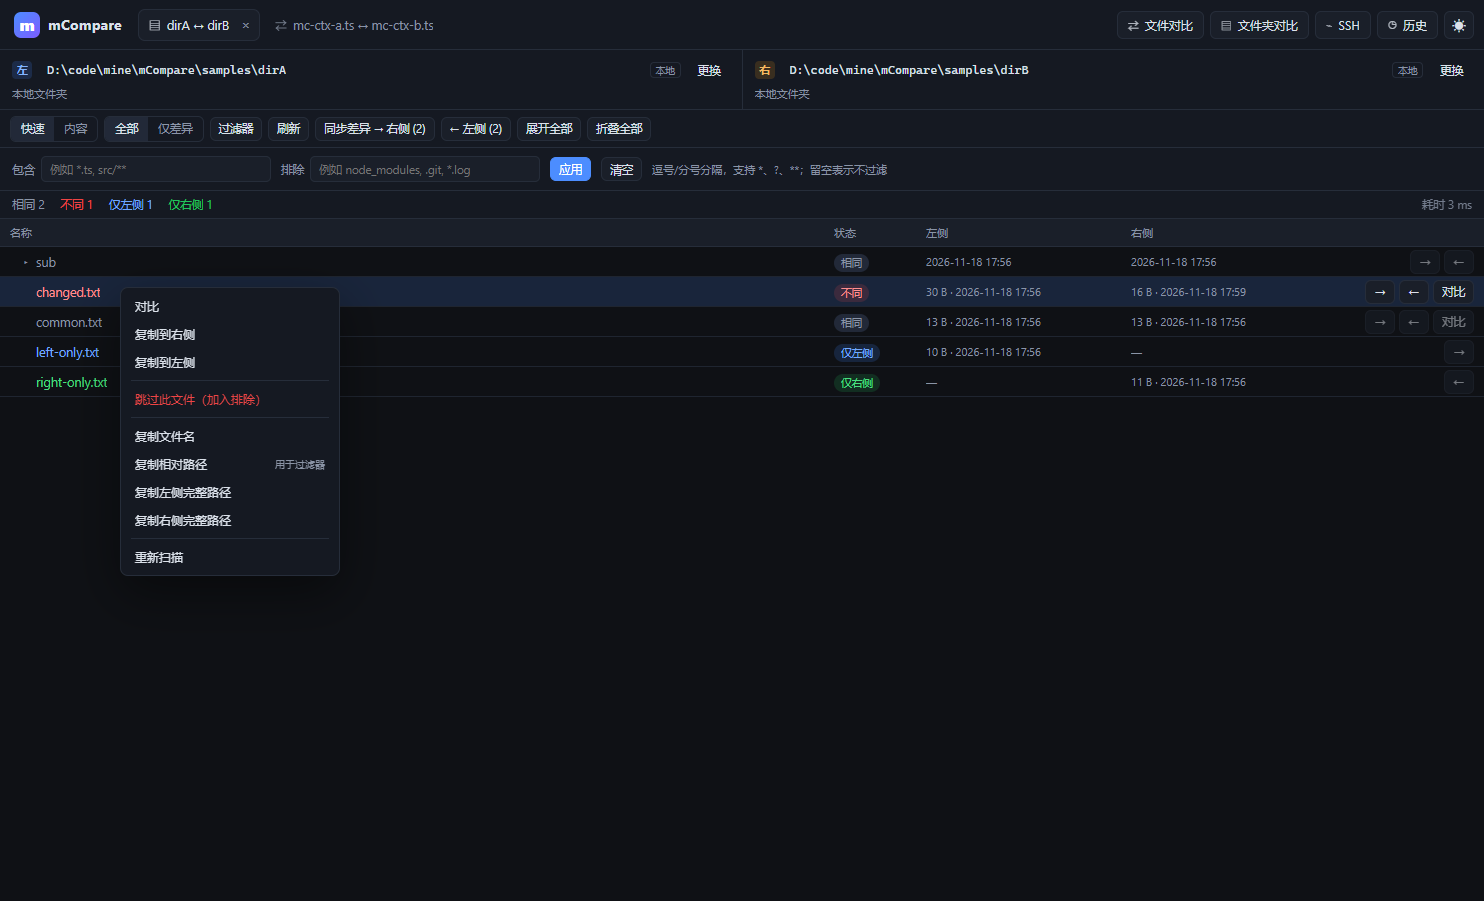 m mCompare dirA ↔ dirB × ⇄ mc-ctx-a.ts ↔ mc-ctx-b.ts ⇄ 文件对比 文件夹对比 ~ SSH 历史
左 D:\code\mine\mCompare\samples\dirA 本地 更换
本地文件夹
右 D:\code\mine\mCompare\samples\dirB 本地 更换
本地文件夹
快速 内容 全部 仅差异 过滤器 刷新 同步差异 → 右侧 (2) ← 左侧 (2) 展开全部 折叠全部
包含 例如 *.ts, src/** 排除 例如 node_modules, .git, *.log 应用 清空 逗号/分号分隔，支持 *、?、**；留空表示不过滤
相同 2 不同 1 仅左侧 1 仅右侧 1 耗时 3 ms
名称 状态 左侧 右侧
▸ sub 相同 2026-11-18 17:56 2026-11-18 17:56 → ←
changed.txt 不同 30 B · 2026-11-18 17:56 16 B · 2026-11-18 17:59 → ← 对比
common.txt 相同 13 B · 2026-11-18 17:56 13 B · 2026-11-18 17:56 → ← 对比
left-only.txt 仅左侧 10 B · 2026-11-18 17:56 — →
right-only.txt 仅右侧 — 11 B · 2026-11-18 17:56 ←
对比
复制到右侧
复制到左侧
跳过此文件（加入排除）
复制文件名
复制相对路径 用于过滤器
复制左侧完整路径
复制右侧完整路径
重新扫描